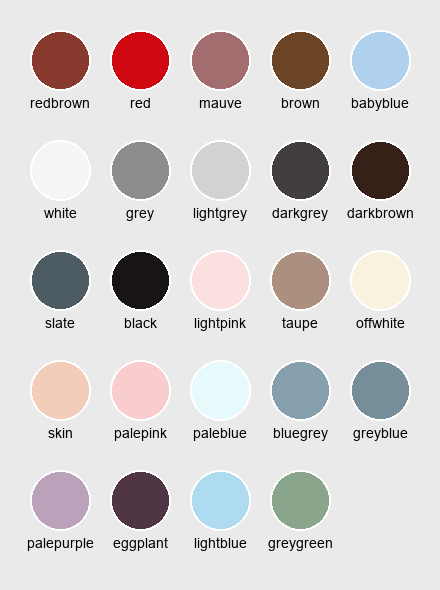 redbrown red mauve brown babyblue
white grey lightgrey darkgrey darkbrown
slate black lightpink taupe offwhite
skin palepink paleblue bluegrey greyblue
palepurple eggplant lightblue greygreen